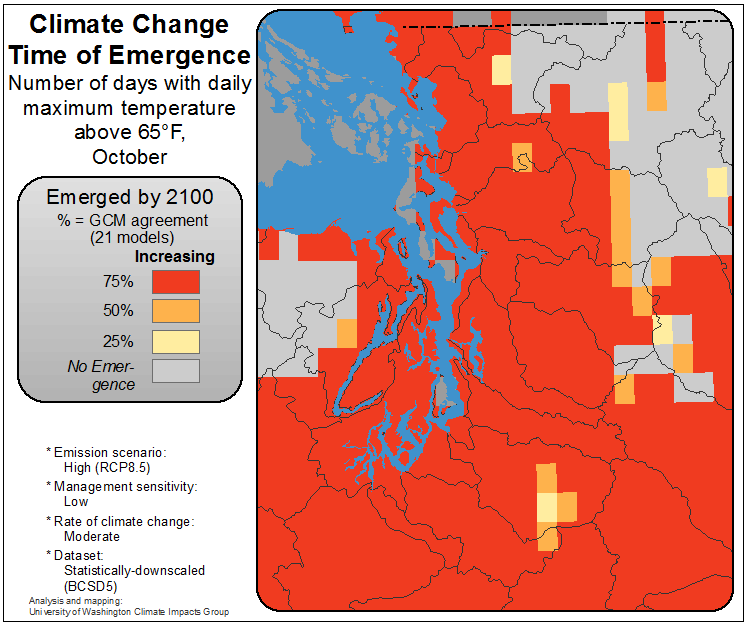 Climate Change
Time of Emergence
Number of days with daily
maximum temperature
above 65°F,
October
Emerged by 2100
% = GCM agreement
(21 models)
Increasing
75%
50%
25%
No Emer-
gence
* Emission scenario:
High (RCP8.5)
* Management sensitivity:
Low
* Rate of climate change:
Moderate
* Dataset:
Statistically-downscaled
(BCSD5)
Analysis and mapping:
University of Washington Climate Impacts Group